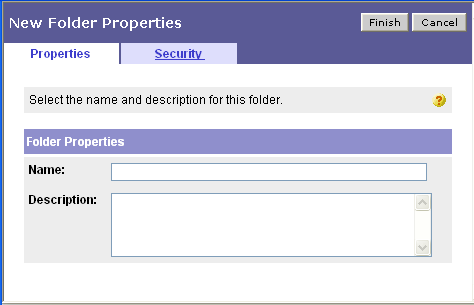 New Folder Properties
Finish
Cancel
Properties
Security
Select the name and description for this folder.
?
Folder Properties
Name:
Description: